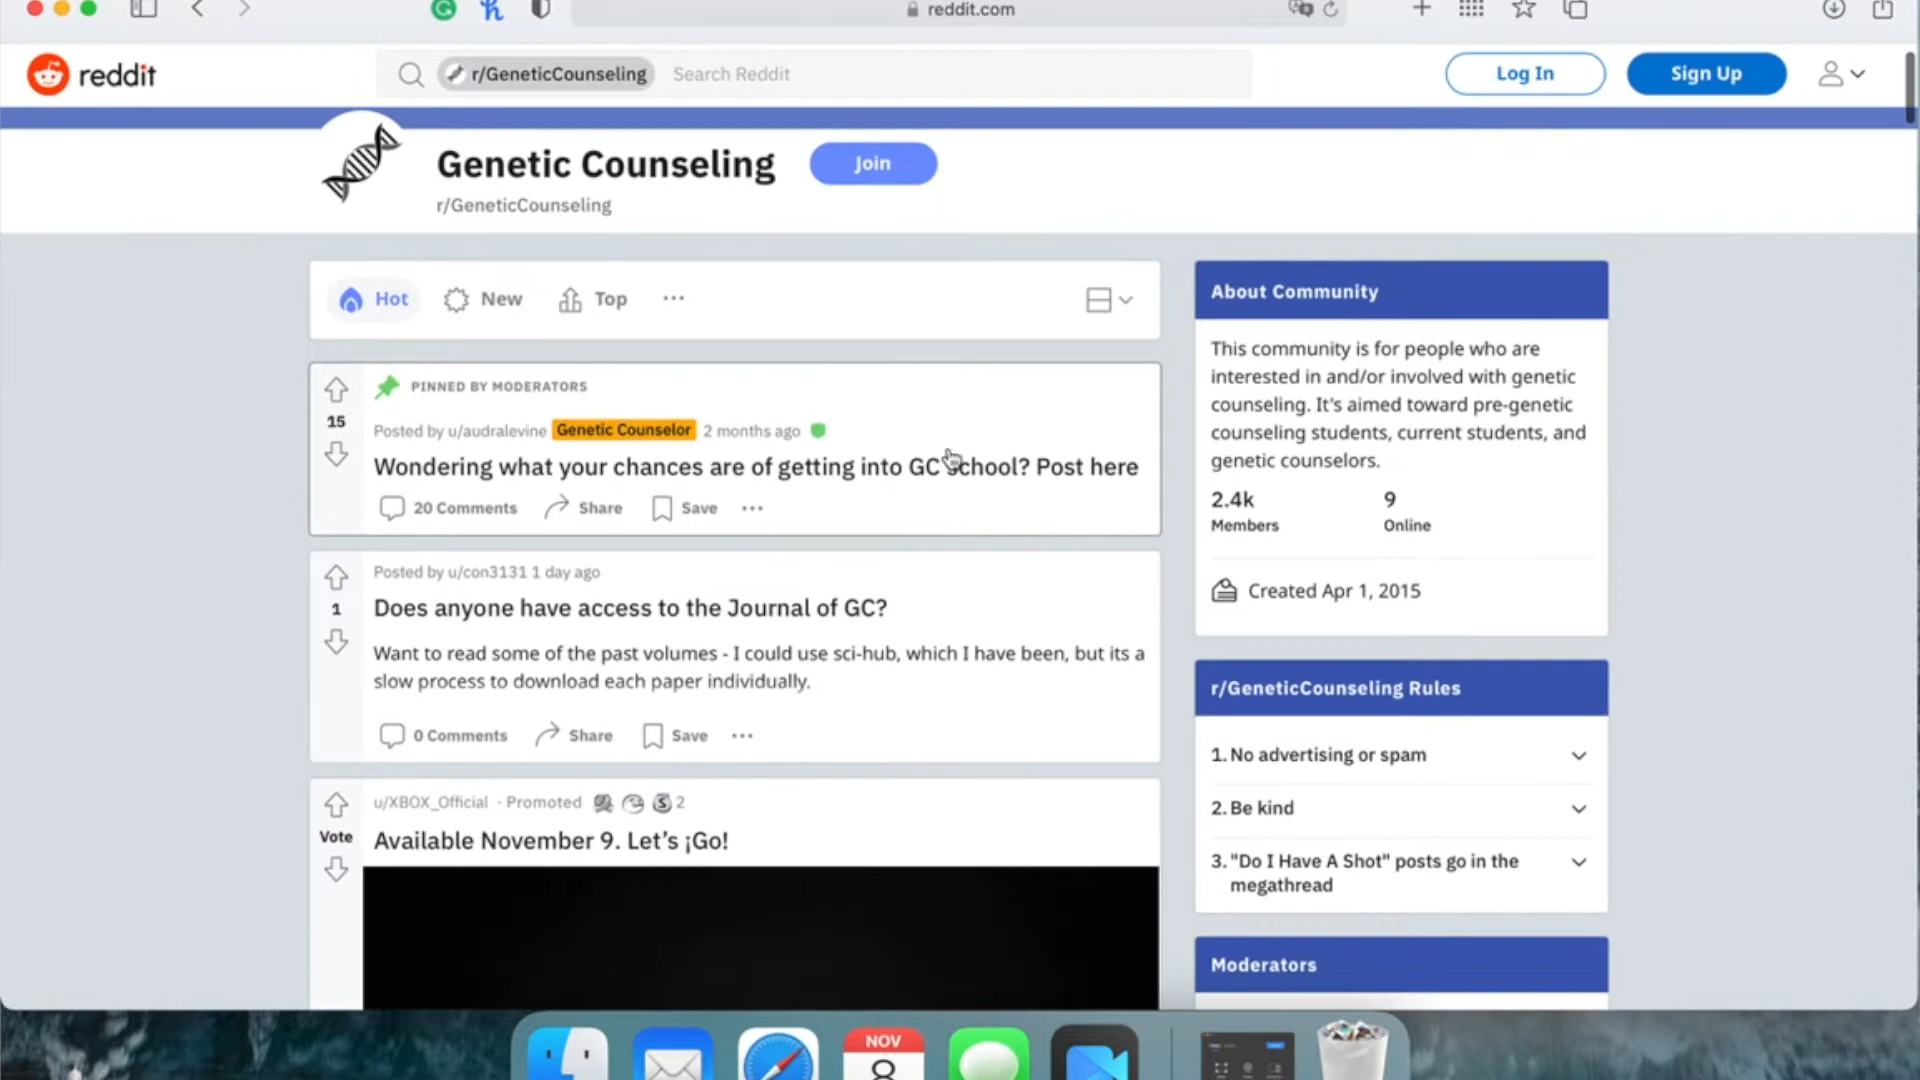 reddit.com
reddit
r/GeneticCounseling
Search Reddit
Log In
Sign Up
Genetic Counseling
Join
r/GeneticCounseling
Hot
New
Top
PINNED BY MODERATORS
15
Posted by u/audralevine Genetic Counselor 2 months ago
Wondering what your chances are of getting into GC school? Post here
20 Comments
Share
Save
Posted by u/con3131 1 day ago
1
Does anyone have access to the Journal of GC?
Want to read some of the past volumes - I could use sci-hub, which I have been, but its a
slow process to download each paper individually.
0 Comments
Share
Save
u/XBOX_Official · Promoted
2
Vote
Available November 9. Let's ¡Go!
About Community
This community is for people who are
interested in and/or involved with genetic
counseling. It's aimed toward pre-genetic
counseling students, current students, and
genetic counselors.
2.4k
9
Members
Online
Created Apr 1, 2015
r/GeneticCounseling Rules
1. No advertising or spam
2. Be kind
3. "Do I Have A Shot" posts go in the
megathread
Moderators
NOV
8